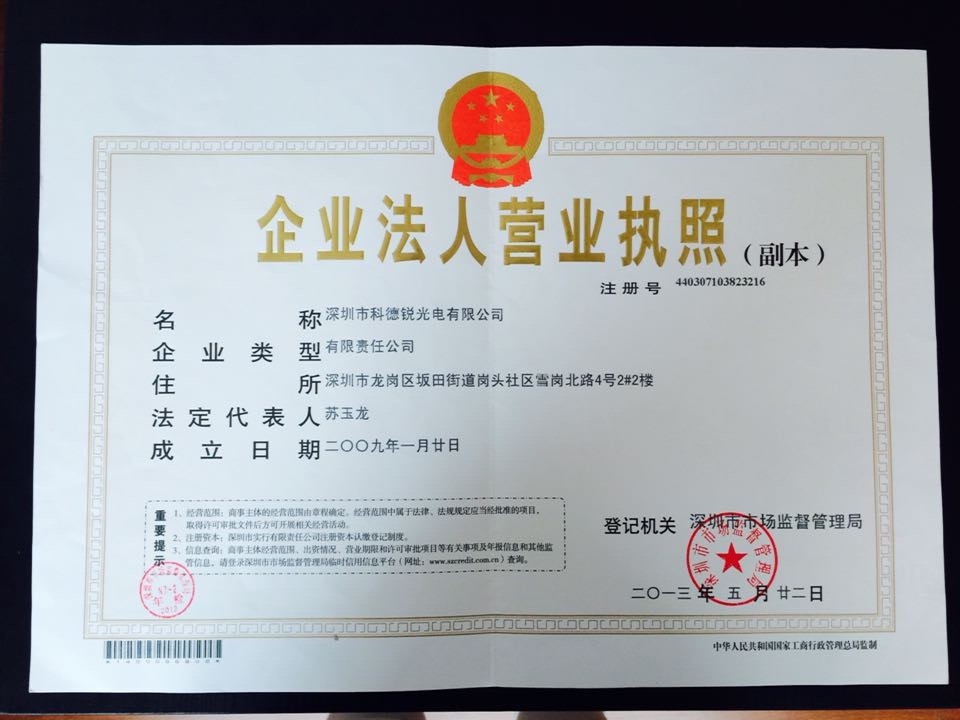 企业法人营业执照
（副本）
注册号 440307103823216
名称 深圳市科德锐光电有限公司
企业类型 有限责任公司
住所 深圳市龙岗区坂田街道岗头社区雪岗北路4号2#2楼
法定代表人 苏玉龙
成立日期 二〇〇九年一月廿日
重要提示
1、经营范围：商事主体的经营范围由章程确定。经营范围中属于法律、法规规定应当经批准的项目，
取得许可审批文件后方可开展相关经营活动。
2、注册资本：深圳市实行有限责任公司注册资本认缴登记制度。
3、信息查询：商事主体经营范围、出资情况、营业期限和许可审批项目等有关事项及年报信息和其他监
管信息，请登录深圳市市场监督管理局临时信用信息平台（网址：www.szcredit.com.cn）查询。
登记机关 深圳市市场监督管理局
深圳市市场监督管理局
二〇一三年五月廿二日
年检
2012
中华人民共和国国家工商行政管理总局监制